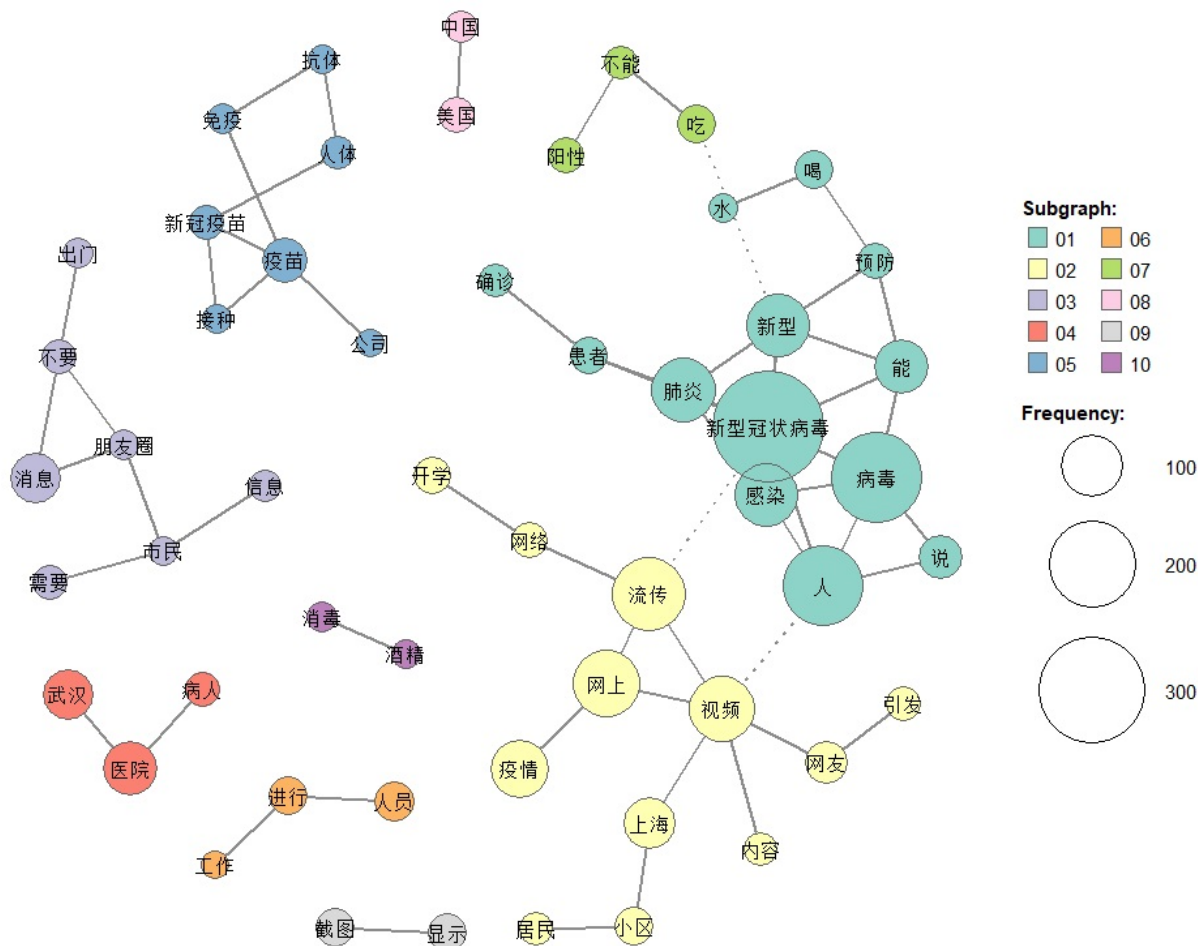 中国
抗体
不能
免疫
美国
吃
人体
阳性
喝
新冠疫苗
水
出门
疫苗
预防
确诊
接种
新型
公司
不要
患者
能
肺炎
新型冠状病毒
朋友圈
消息
开学
信息
感染
病毒
网络
市民
说
需要
流传
人
消毒
酒精
武汉
病人
网上
视频
引发
医院
疫情
网友
进行
人员
上海
内容
工作
截图
显示
居民
小区
Subgraph:
01
06
02
07
03
08
04
09
05
10
Frequency:
100
200
300